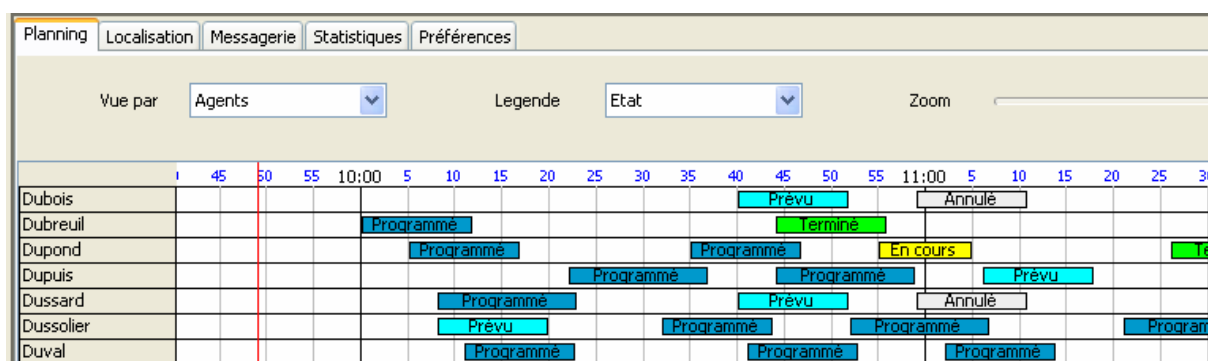 Planning Localisation Messagerie Statistiques Préférences
Vue par Agents Legende Etat Zoom
45 50 55 10:00 5 10 15 20 25 30 35 40 45 50 55 11:00 5 10 15 20 25
Dubois Prévu Annulé
Dubreuil Programmé Terminé
Dupond Programmé Programmé En cours
Dupuis Programmé Programmé Prévu
Dussard Programmé Prévu Annulé
Dussolier Prévu Programmé Programmé
Duval Programmé Programmé Programmé